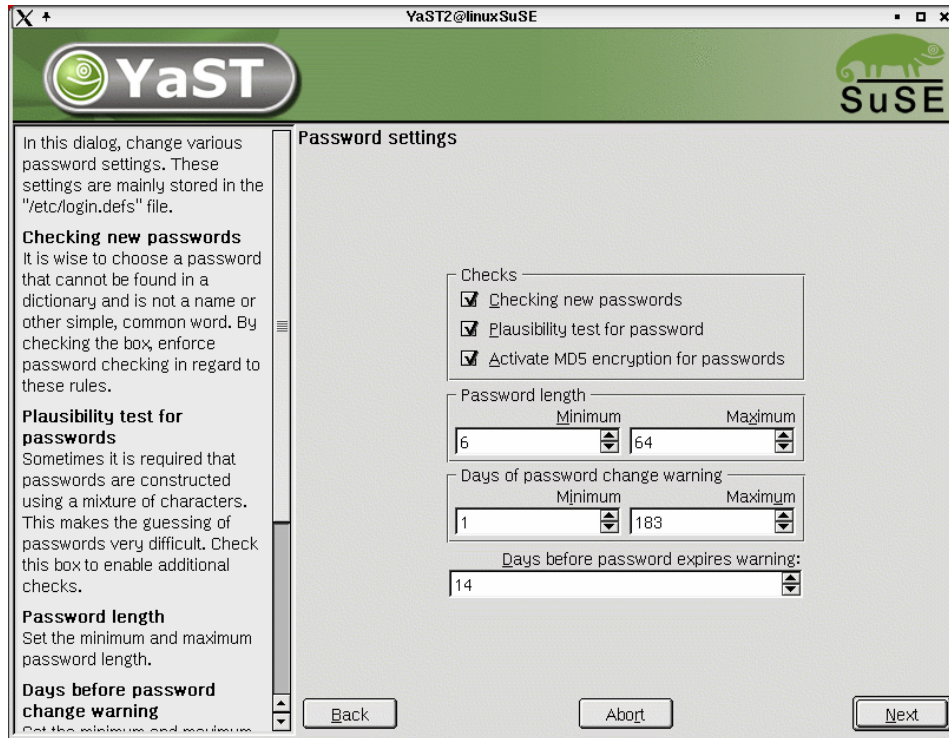 YaST2@linuxSuSE
YaST
SuSE
In this dialog, change various
password settings. These
settings are mainly stored in the
"/etc/login.defs" file.
Checking new passwords
It is wise to choose a password
that cannot be found in a
dictionary and is not a name or
other simple, common word. By
checking the box, enforce
password checking in regard to
these rules.
Plausibility test for
passwords
Sometimes it is required that
passwords are constructed
using a mixture of characters.
This makes the guessing of
passwords very difficult. Check
this box to enable additional
checks.
Password length
Set the minimum and maximum
password length.
Days before password
change warning
Set the minimum and maximum
Password settings
Checks
Checking new passwords
Plausibility test for password
Activate MD5 encryption for passwords
Password length
Minimum Maximum
6 64
Days of password change warning
Minimum Maximum
1 183
Days before password expires warning:
14
Back Abort Next